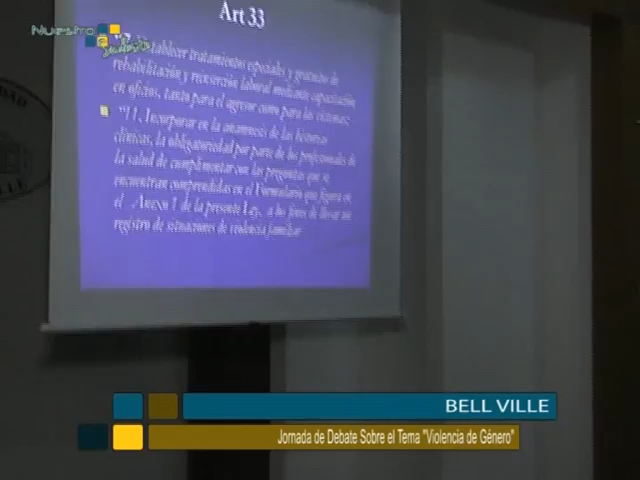 Nuestro
Art 33
Establecer tratamientos especiales y gratuitos de
rehabilitación y reinserción laboral mediante capacitación
en oficios, tanto para el agresor como para las víctimas;
"11. Incorporar en la anamnesis de las historias
clínicas, la obligatoriedad por parte de los profesionales de
la salud de cumplimentar con las preguntas que se
encuentran comprendidas en el Formulario que figura en
el Anexo 1 de la presente Ley, a los fines de llevar un
registro de situaciones de violencia familiar
BELL VILLE
Jornada de Debate Sobre el Tema "Violencia de Género"